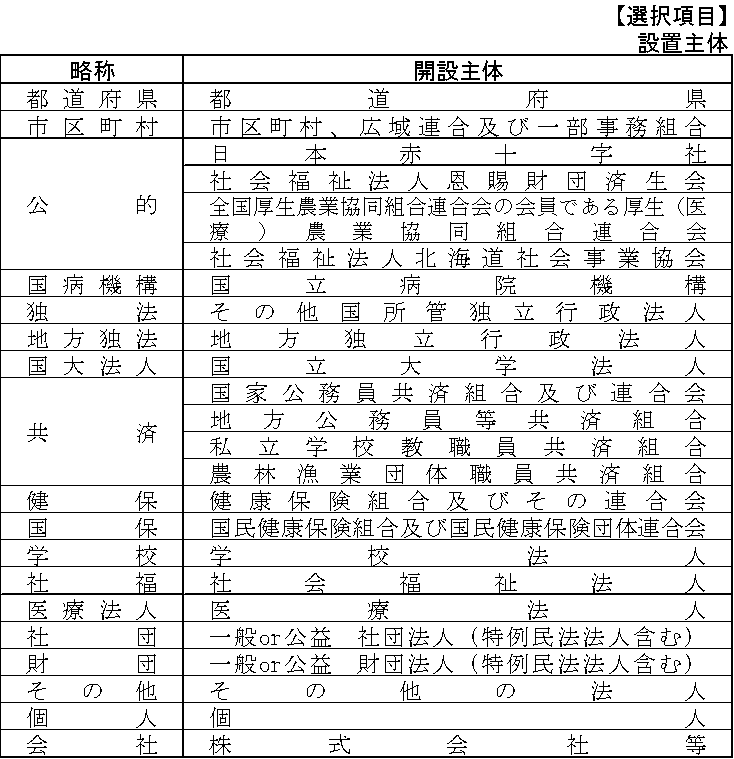 【選択項目】
設置主体
略称 開設主体
都道府県 都道府県
市区町村 市区町村、広域連合及び一部事務組合
公的 日本赤十字社
社会福祉法人恩賜財団済生会
全国厚生農業協同組合連合会の会員である厚生（医
療）農業協同組合連合会
社会福祉法人北海道社会事業協会
国病機構 国立病院機構
独法 その他国所管独立行政法人
地方独法 地方独立行政法人
国大法人 国立大学法人
共済 国家公務員共済組合及び連合会
地方公務員等共済組合
私立学校教職員共済組合
農林漁業団体職員共済組合
健保 健康保険組合及びその連合会
国保 国民健康保険組合及び国民健康保険団体連合会
学校 学校法人
社福 社会福祉法人
医療法人 医療法人
社団 一般or公益　社団法人（特例民法法人含む）
財団 一般or公益　財団法人（特例民法法人含む）
その他 その他の法人
個人 個人
会社 株式会社等